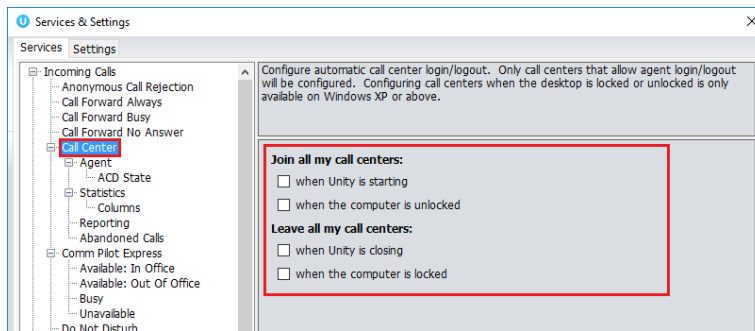 Services & Settings
Services Settings
Incoming Calls
Anonymous Call Rejection
Call Forward Always
Call Forward Busy
Call Forward No Answer
Call Center
Agent
ACD State
Statistics
Columns
Reporting
Abandoned Calls
Comm Pilot Express
Available: In Office
Available: Out Of Office
Busy
Unavailable
Do Not Disturb
Configure automatic call center login/logout. Only call centers that allow agent login/logout
will be configured. Configuring call centers when the desktop is locked or unlocked is only
available on Windows XP or above.
Join all my call centers:
when Unity is starting
when the computer is unlocked
Leave all my call centers:
when Unity is closing
when the computer is locked